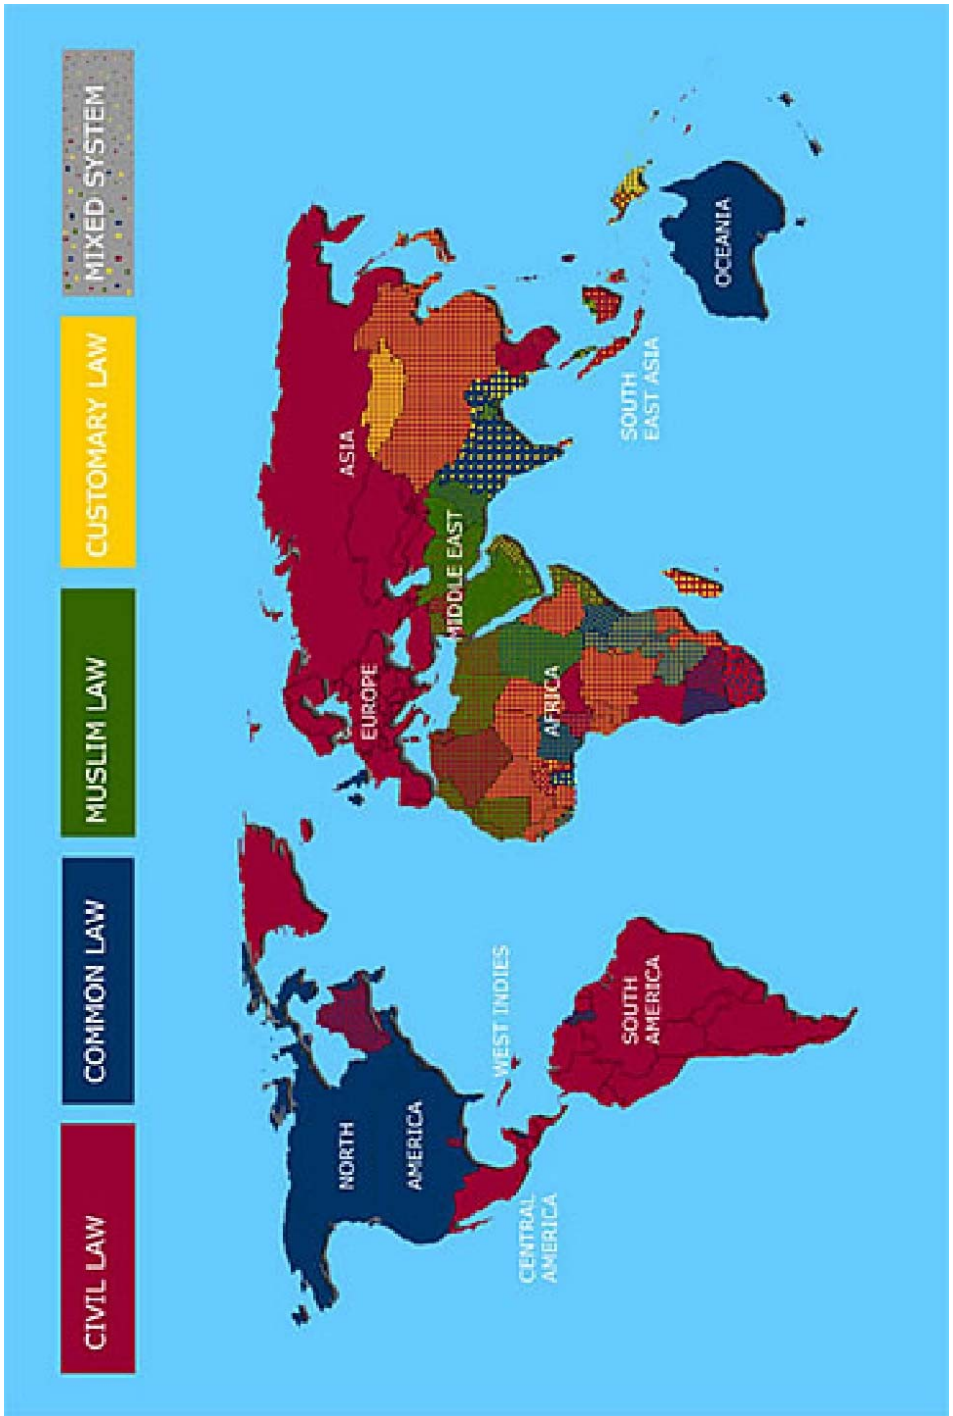 CIVIL LAW
COMMON LAW
MUSLIM LAW
CUSTOMARY LAW
MIXED SYSTEM
NORTH
AMERICA
CENTRAL
AMERICA
WEST INDIES
SOUTH
AMERICA
EUROPE
AFRICA
MIDDLE EAST
ASIA
SOUTH
EAST ASIA
OCEANIA